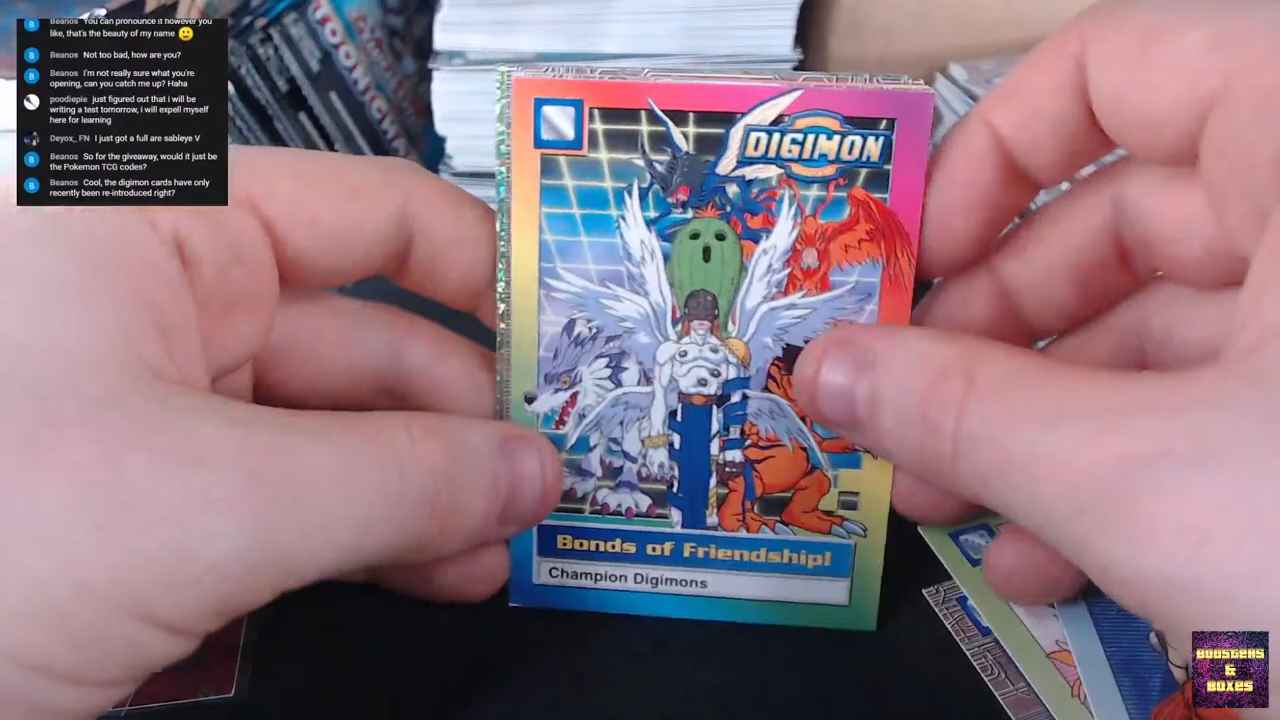 Beanos You can pronounce it however you
like, that's the beauty of my name
Beanos Not too bad, how are you?
Beanos I'm not really sure what you're
opening, can you catch me up? Haha
poodiepie just figured out that i will be
writing a test tomorrow, i will expell myself
here for learning
Deyox_FN I just got a full are sableye V
Beanos So for the giveaway, would it just be
the Pokemon TCG codes?
Beanos Cool, the digimon cards have only
recently been re-introduced right?
DIGIMON
Bonds of Friendship!
Champion Digimons
BOOSTERS
&
BOXES